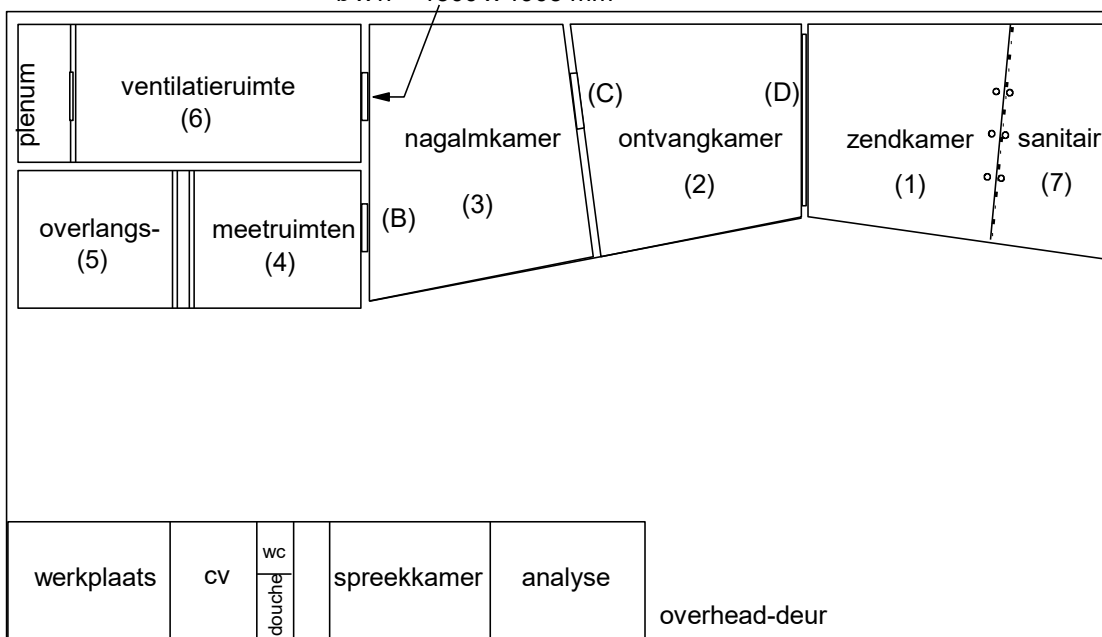 plenum
ventilatieruimte
(6)
nagalmkamer
(3)
(C)
ontvangkamer
(2)
(D)
zendkamer
(1)
sanitair
(7)
overlangs-
(5)
meetruimten
(4)
(B)
werkplaats
cv
wc
douche
spreekkamer
analyse
overhead-deur